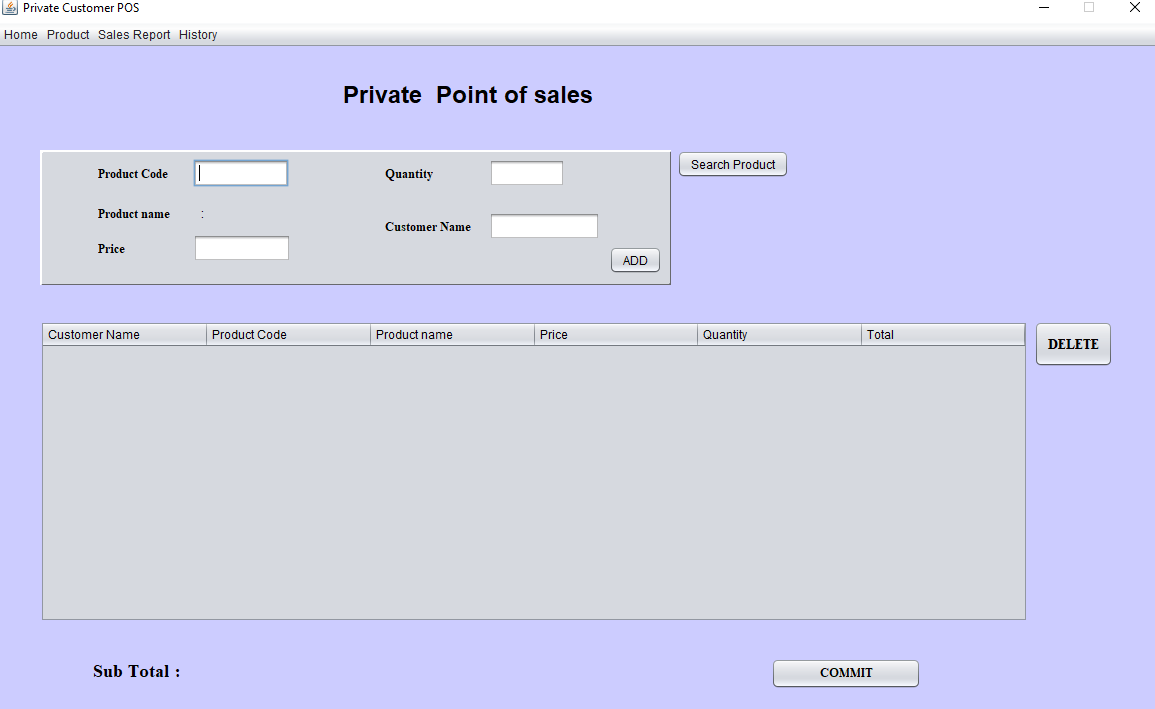 Private Customer POS
Home Product Sales Report History
Private Point of sales
Product Code
Quantity
Search Product
Product name :
Customer Name
Price
ADD
Customer Name Product Code Product name Price Quantity Total
DELETE
Sub Total :
COMMIT